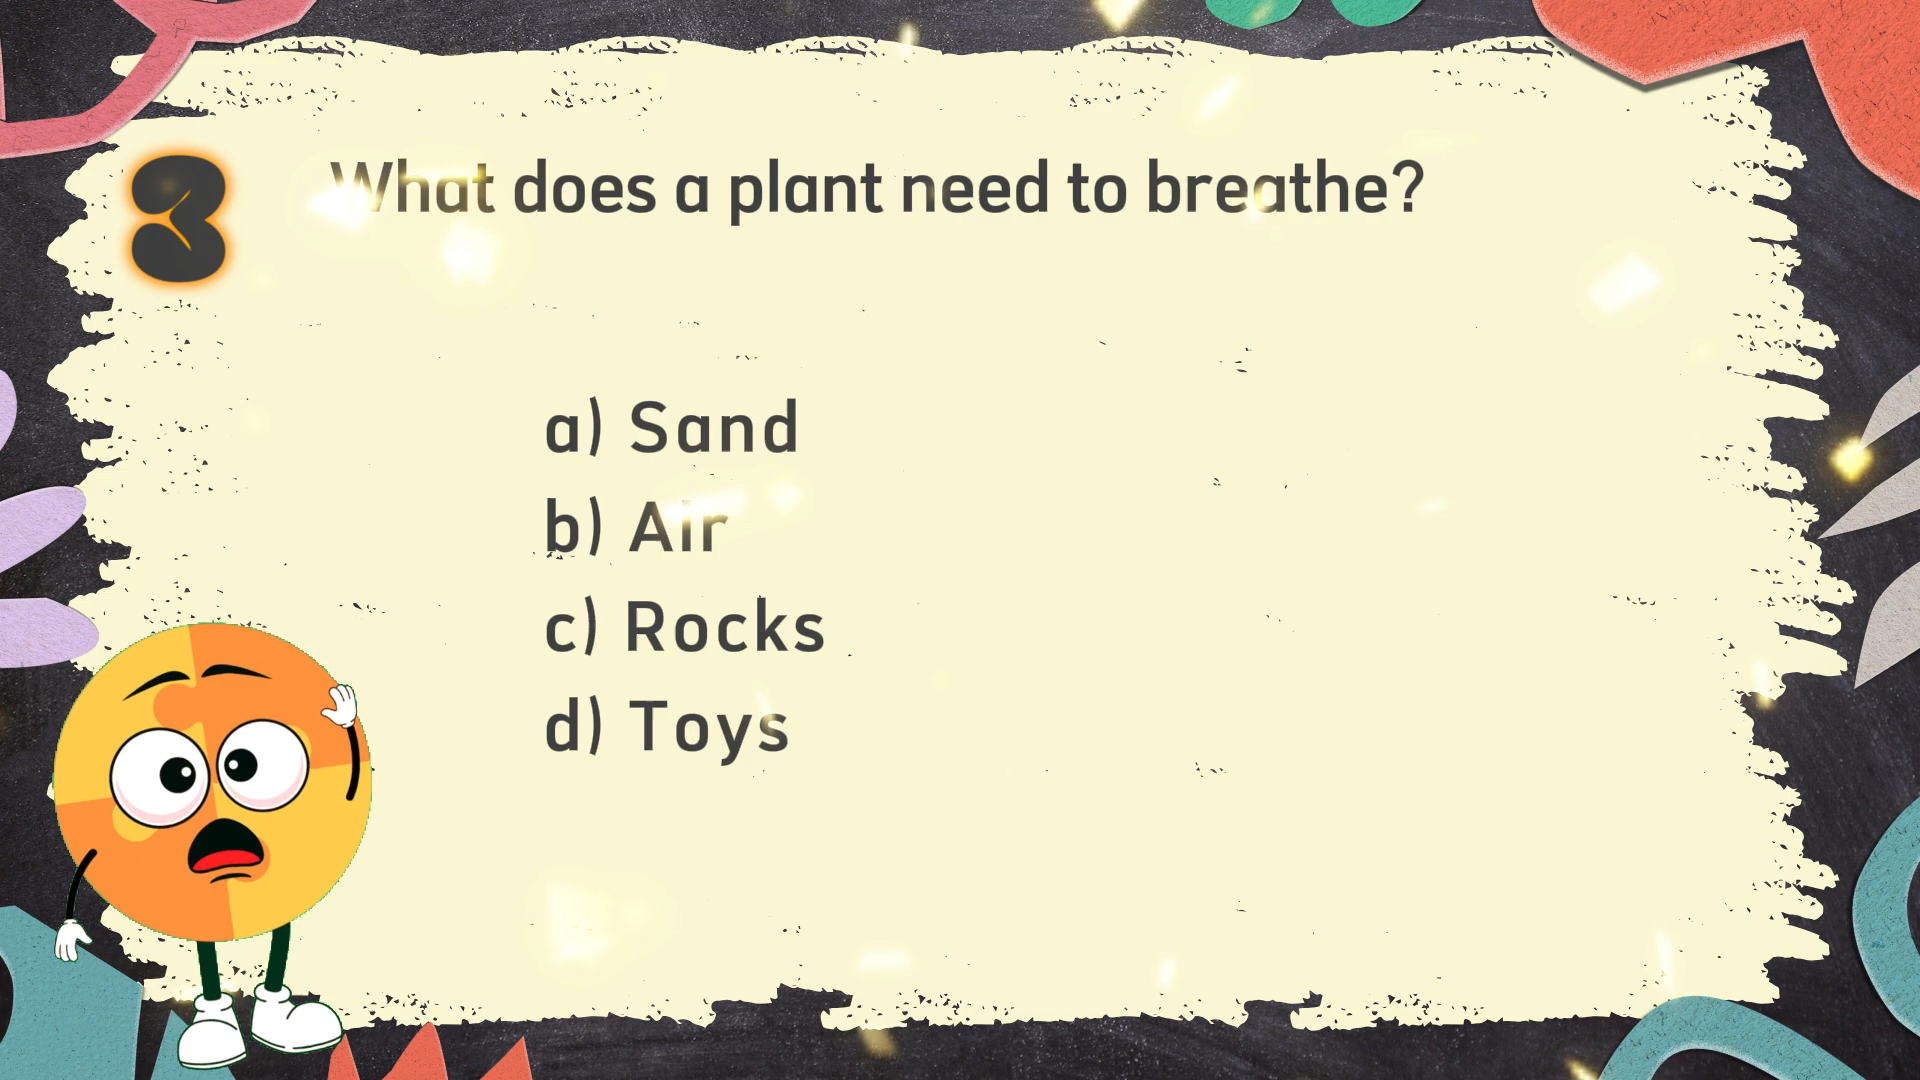 3
What does a plant need to breathe?
a) Sand
b) Air
c) Rocks
d) Toys